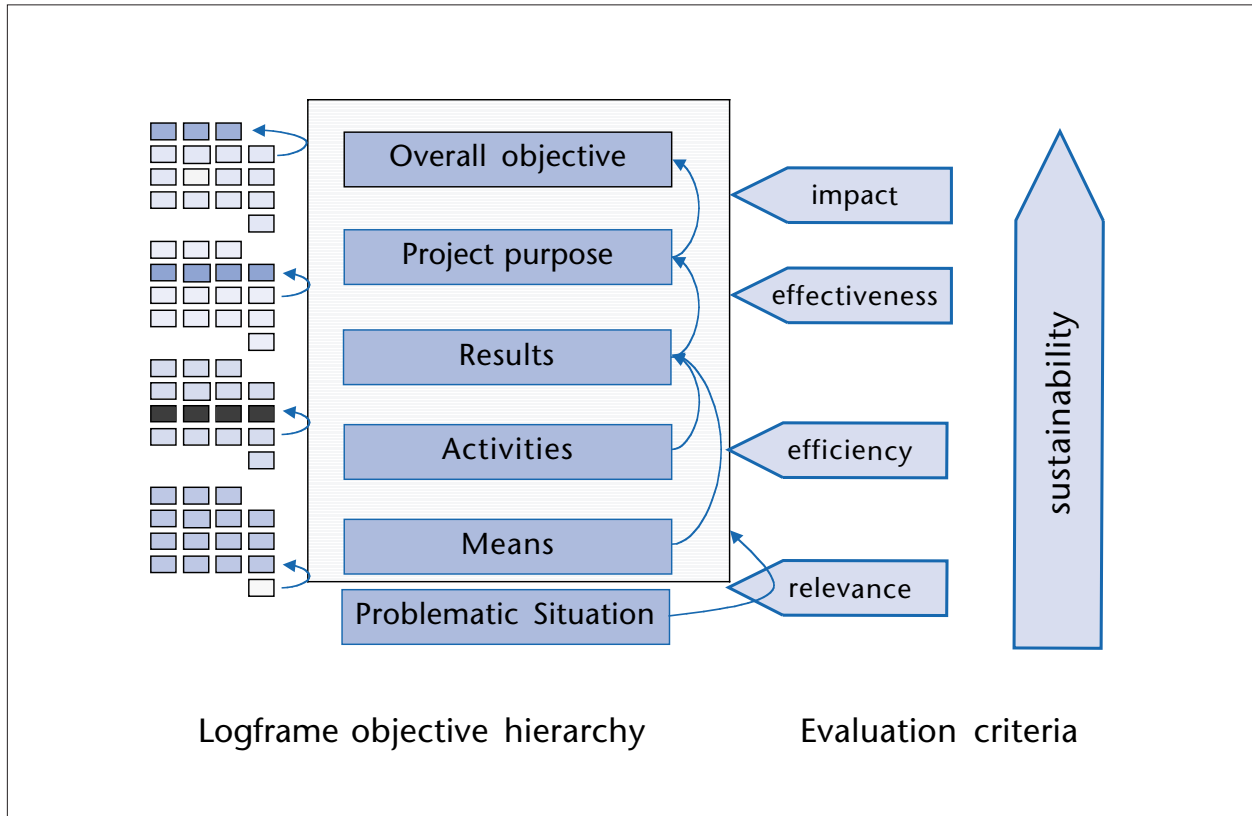 Overall objective
impact
Project purpose
effectiveness
Results
Activities
efficiency
Means
relevance
Problematic Situation
sustainability
Logframe objective hierarchy
Evaluation criteria